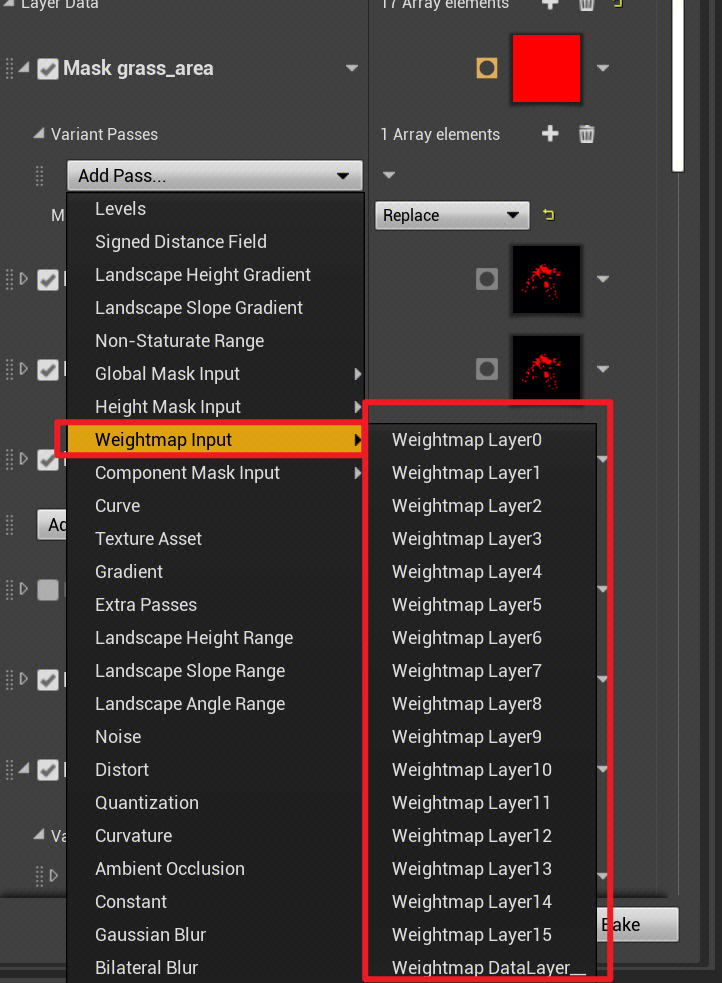 Layer Data
17 Array elements
Mask grass_area
Variant Passes
1 Array elements
Add Pass...
M
Replace
Levels
Signed Distance Field
Landscape Height Gradient
Landscape Slope Gradient
Non-Staturate Range
Global Mask Input
Height Mask Input
Weightmap Input
Component Mask Input
Curve
Texture Asset
Gradient
Extra Passes
Landscape Height Range
Landscape Slope Range
Landscape Angle Range
Noise
Distort
Quantization
Curvature
Ambient Occlusion
Constant
Gaussian Blur
Bilateral Blur
Weightmap Layer0
Weightmap Layer1
Weightmap Layer2
Weightmap Layer3
Weightmap Layer4
Weightmap Layer5
Weightmap Layer6
Weightmap Layer7
Weightmap Layer8
Weightmap Layer9
Weightmap Layer10
Weightmap Layer11
Weightmap Layer12
Weightmap Layer13
Weightmap Layer14
Weightmap Layer15
Weightmap DataLayer__
Ad
Va
Bake